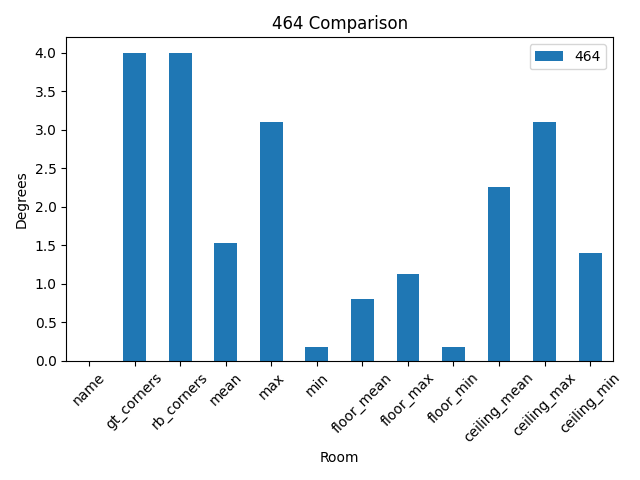 464 Comparison
464
Degrees
4.0
3.5
3.0
2.5
2.0
1.5
1.0
0.5
0.0
name
gt_corners
rb_corners
mean
max
min
floor_mean
floor_max
floor_min
ceiling_mean
ceiling_max
ceiling_min
Room